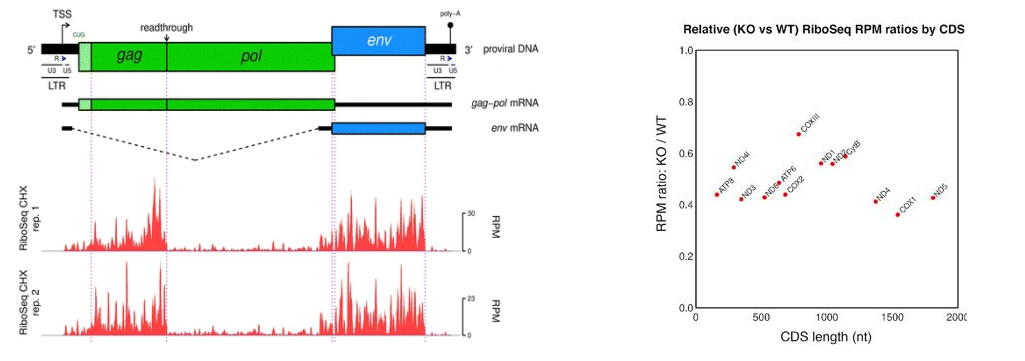 TSS
poly-A
readthrough
CUG
env
5'
gag
pol
3'
proviral DNA
R
R
U3 U5
U3 U5
LTR
LTR
gag-pol mRNA
env mRNA
RiboSeq CHX
rep. 1
30
0
RPM
RiboSeq CHX
rep. 2
23
0
RPM
Relative (KO vs WT) RiboSeq RPM ratios by CDS
1.0
0.8
0.6
0.4
0.2
0.0
RPM ratio: KO / WT
COXIII
ND4l
ND1
ND2
CytB
ATP8
ND3
ND6
ATP6
COX2
ND4
COX1
ND5
0
500
1000
1500
CDS length (nt)